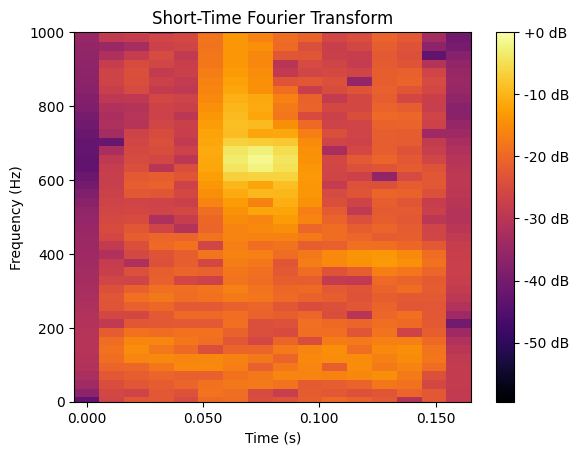 Short-Time Fourier Transform
1000
800
600
400
200
0
Frequency (Hz)
0.000
0.050
0.100
0.150
Time (s)
+0 dB
-10 dB
-20 dB
-30 dB
-40 dB
-50 dB